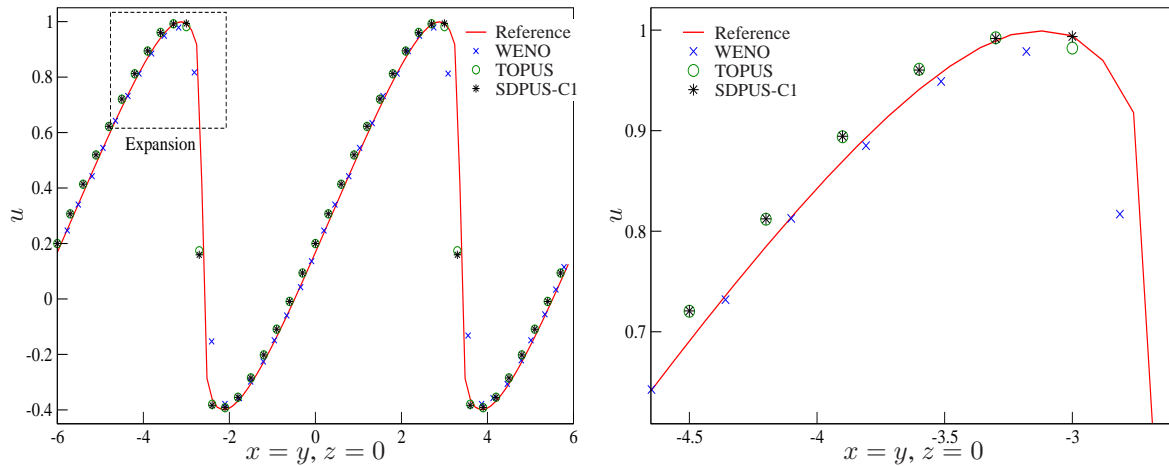 1
0.8
0.6
0.4
0.2
0
-0.2
-0.4
u
-6
-4
-2
0
2
4
6
x = y, z = 0
Expansion
Reference
WENO
TOPUS
SDPUS-C1
1
0.9
0.8
0.7
u
-4.5
-4
-3.5
-3
x = y, z = 0
Reference
WENO
TOPUS
SDPUS-C1